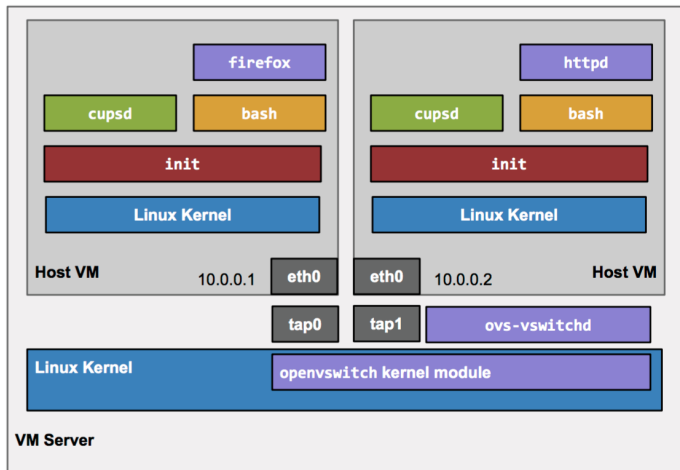 firefox
httpd
cupsd
bash
cupsd
bash
init
init
Linux Kernel
Linux Kernel
Host VM
10.0.0.1
eth0
eth0
10.0.0.2
Host VM
tap0
tap1
ovs-vswitchd
Linux Kernel
openvswitch kernel module
VM Server